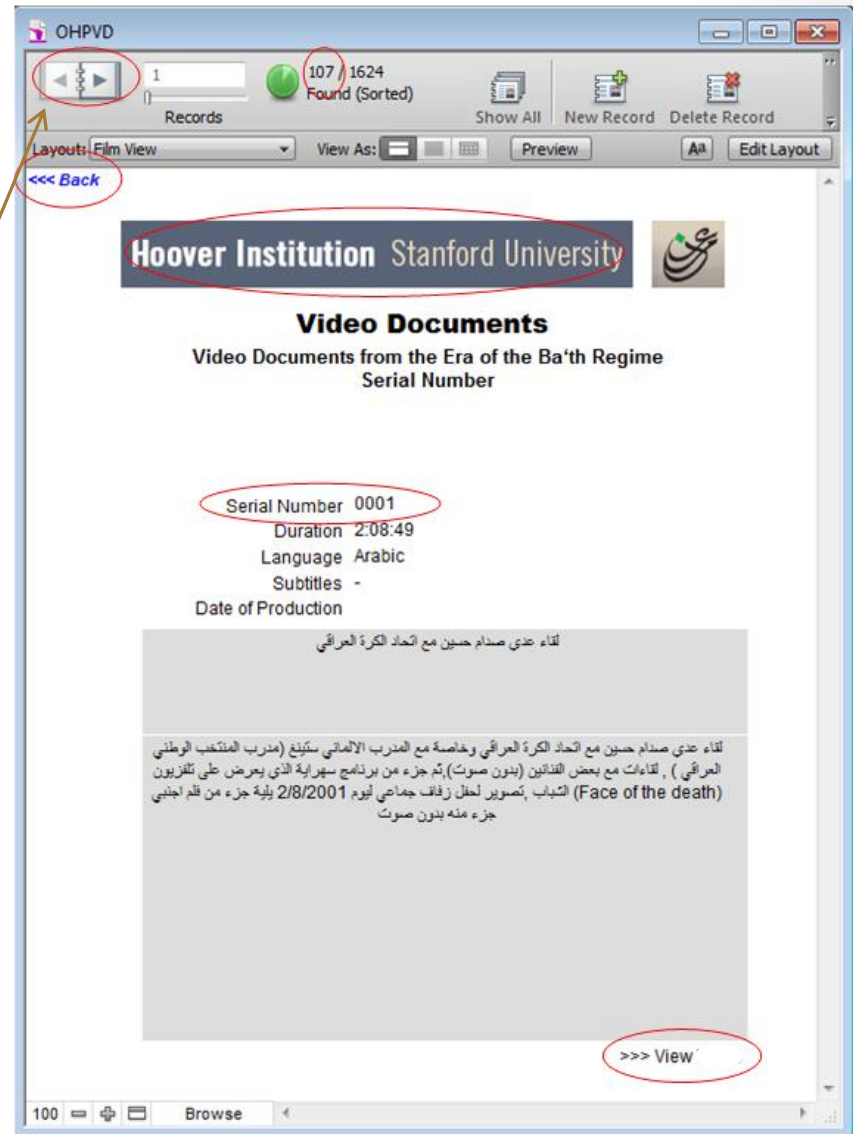 OHPVD
1
107 / 1624
Found (Sorted)
Records
Show All
New Record
Delete Record
Layout: Film View
View As:
Preview
Aa
Edit Layout
<<< Back
Hoover Institution Stanford University
Video Documents
Video Documents from the Era of the Ba‘th Regime
Serial Number
Serial Number 0001
Duration 2:08:49
Language Arabic
Subtitles -
Date of Production
لقاء عدي صدام حسين مع اتحاد الكرة العراقي
لقاء عدي صدام حسين مع اتحاد الكرة العراقي وخاصة مع المدرب الالماني ستينغ (مدرب المنتخب الوطني
العراقي ) , لقاءات مع بعض الفنانين (بدون صوت),ثم جزء من برنامج سهراية الذي يعرض على تلفزيون
الشباب ,تصوير لحفل زفاف جماعي ليوم 2/8/2001 يلية جزء من فلم اجنبي (Face of the death)
جزء منه بدون صوت
>>> View
100
Browse